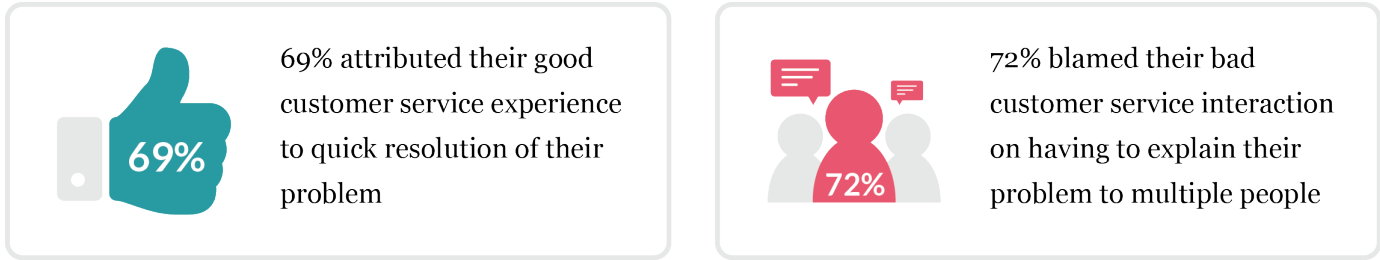 69%
69% attributed their good
customer service experience
to quick resolution of their
problem
72%
72% blamed their bad
customer service interaction
on having to explain their
problem to multiple people